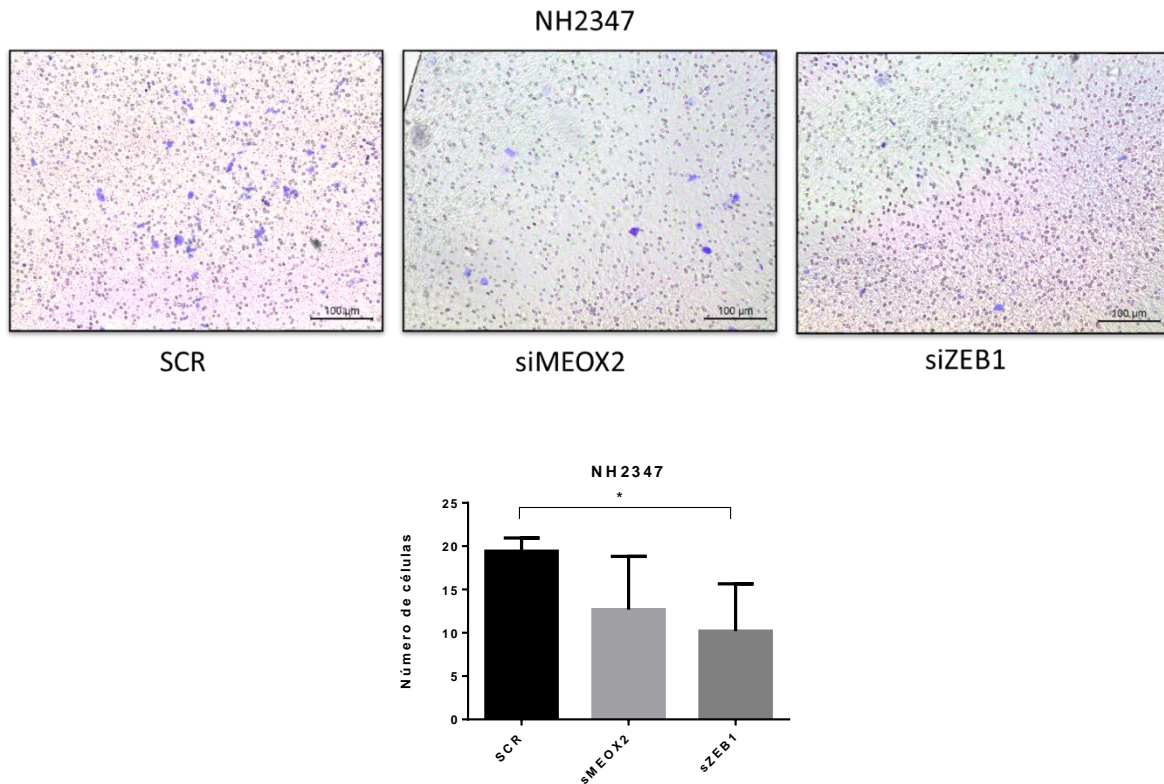 NH2347
100 µm
100 µm
100 µm
SCR
siMEOX2
siZEB1
NH2347
*
Número de células
25
20
15
10
5
0
SCR
sMEOX2
sZEB1